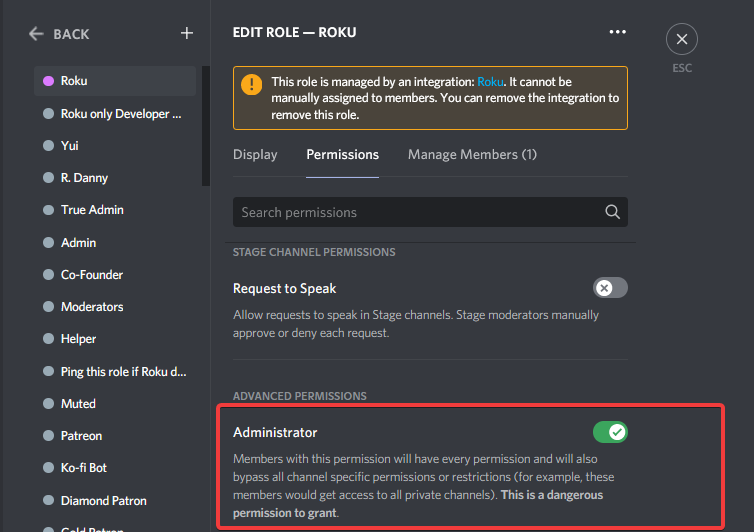 BACK
+
Roku
Roku only Developer ...
Yui
R. Danny
True Admin
Admin
Co-Founder
Moderators
Helper
Ping this role if Roku d...
Muted
Patreon
Ko-fi Bot
Diamond Patron
Gold Patron
EDIT ROLE — ROKU
This role is managed by an integration: Roku. It cannot be
manually assigned to members. You can remove the integration to
remove this role.
Display Permissions Manage Members (1)
Search permissions
STAGE CHANNEL PERMISSIONS
Request to Speak
Allow requests to speak in Stage channels. Stage moderators manually
approve or deny each request.
ADVANCED PERMISSIONS
Administrator
Members with this permission will have every permission and will also
bypass all channel specific permissions or restrictions (for example, these
members would get access to all private channels). This is a dangerous
permission to grant.
ESC